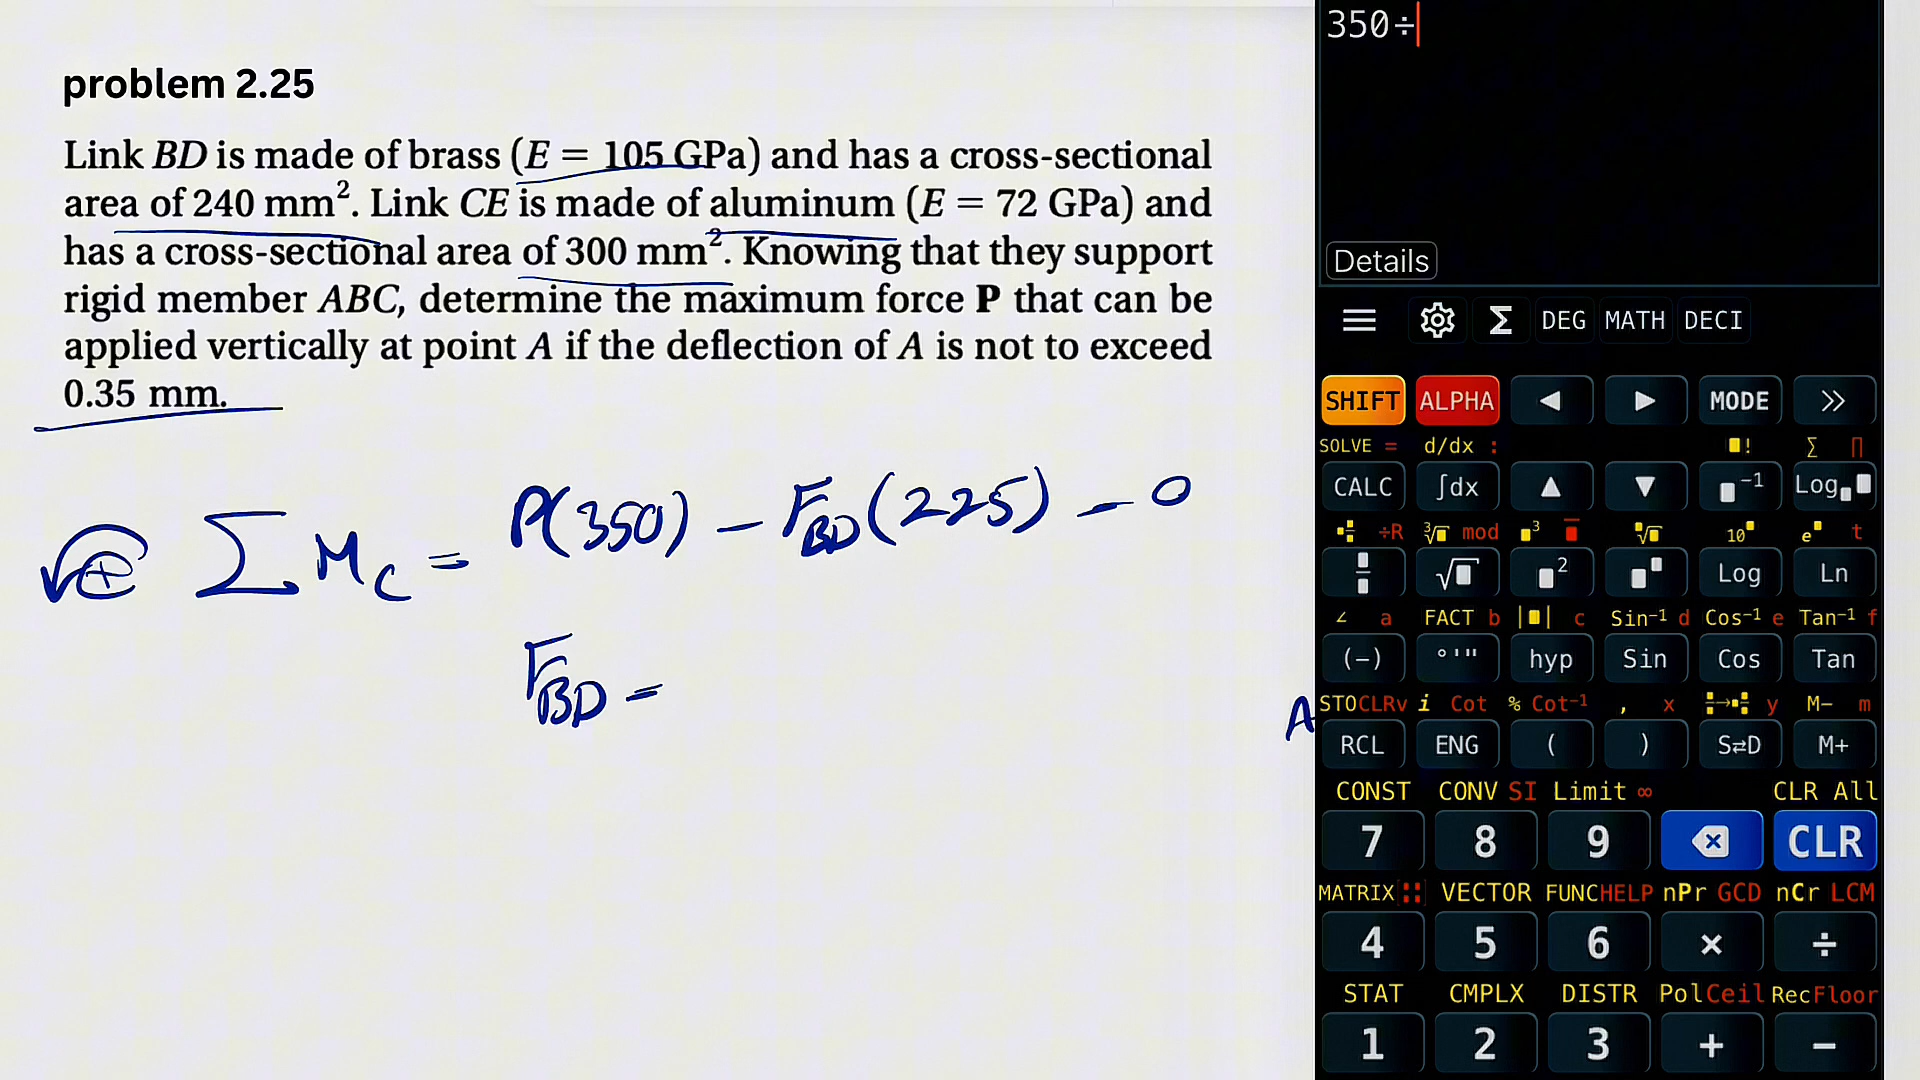 problem 2.25
Link BD is made of brass (E = 105 GPa) and has a cross-sectional
area of 240 mm². Link CE is made of aluminum (E = 72 GPa) and
has a cross-sectional area of 300 mm². Knowing that they support
rigid member ABC, determine the maximum force P that can be
applied vertically at point A if the deflection of A is not to exceed
0.35 mm.
+ Σ M_C = P(350) - F_BD(225) - 0
F_BD =
A
350÷
Details
Σ DEG MATH DECI
SHIFT ALPHA ◀ ▶ MODE >>
SOLVE = d/dx : ■! Σ ∏
CALC ∫dx ▲ ▼ ■⁻¹ Log■■
÷R ∛■ mod ■³ 10■ e■ t
√■ ■² Log Ln
∠ a FACT b |■| c Sin⁻¹ d Cos⁻¹ e Tan⁻¹ f
(−) °'" hyp Sin Cos Tan
STO CLRv i Cot % Cot⁻¹ , x y M− m
RCL ENG ( ) S⇄D M+
CONST CONV SI Limit ∞ CLR All
7 8 9 CLR
MATRIX VECTOR FUNC HELP nPr GCD nCr LCM
4 5 6 × ÷
STAT CMPLX DISTR Pol Ceil Rec Floor
1 2 3 + −